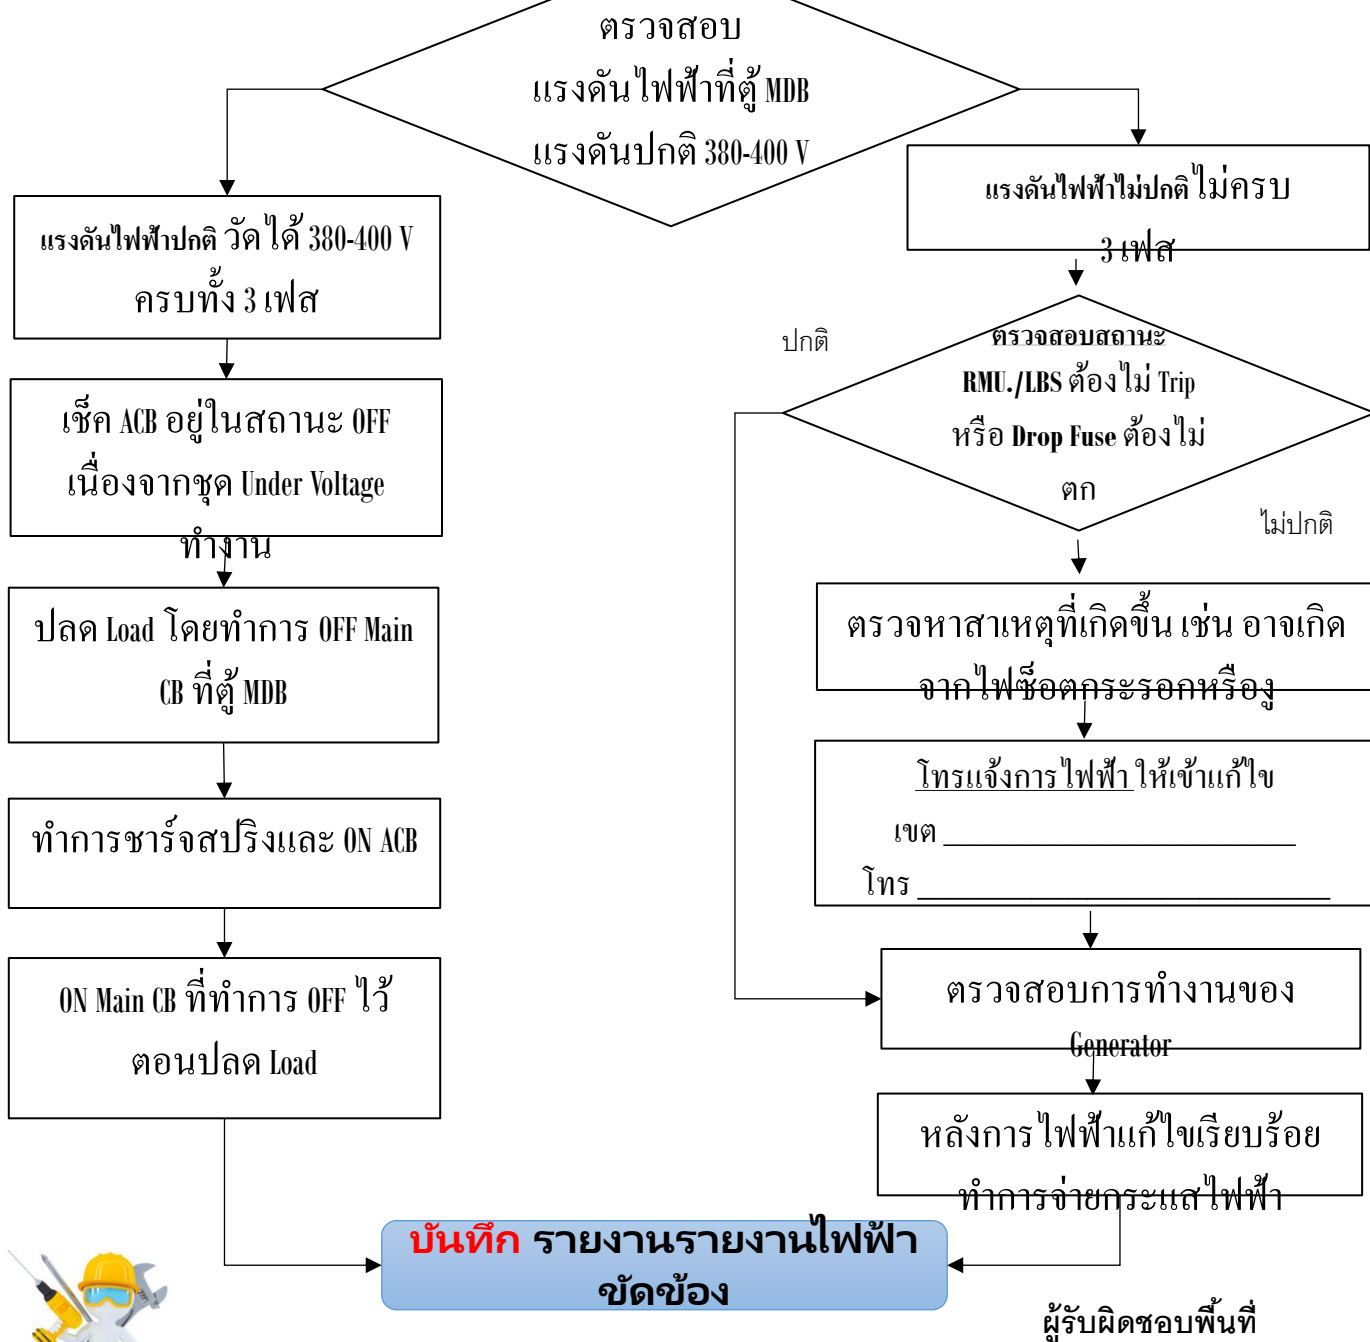 ตรวจสอบ
แรงดันไฟฟ้าที่ตู้ MDB
แรงดันปกติ 380-400 V
แรงดันไฟฟ้าปกติ วัดได้ 380-400 V
ครบทั้ง 3 เฟส
เช็ค ACB อยู่ในสถานะ OFF
เนื่องจากชุด Under Voltage
ทำงาน
ปลด Load โดยทำการ OFF Main
CB ที่ตู้ MDB
ทำการชาร์จสปริงและ ON ACB
ON Main CB ที่ทำการ OFF ไว้
ตอนปลด Load
แรงดันไฟฟ้าไม่ปกติ ไม่ครบ
3 เฟส
ปกติ
ตรวจสอบสถานะ
RMU./LBS ต้องไม่ Trip
หรือ Drop Fuse ต้องไม่
ตก
ไม่ปกติ
ตรวจหาสาเหตุที่เกิดขึ้น เช่น อาจเกิด
จากไฟช็อตกระรอกหรืองู
โทรแจ้งการไฟฟ้า ให้เข้าแก้ไข
เขต ______________________
โทร __________________________
ตรวจสอบการทำงานของ
Generator
หลังการไฟฟ้าแก้ไขเรียบร้อย
ทำการจ่ายกระแสไฟฟ้า
บันทึก รายงานรายงานไฟฟ้า
ขัดข้อง
ผู้รับผิดชอบพื้นที่